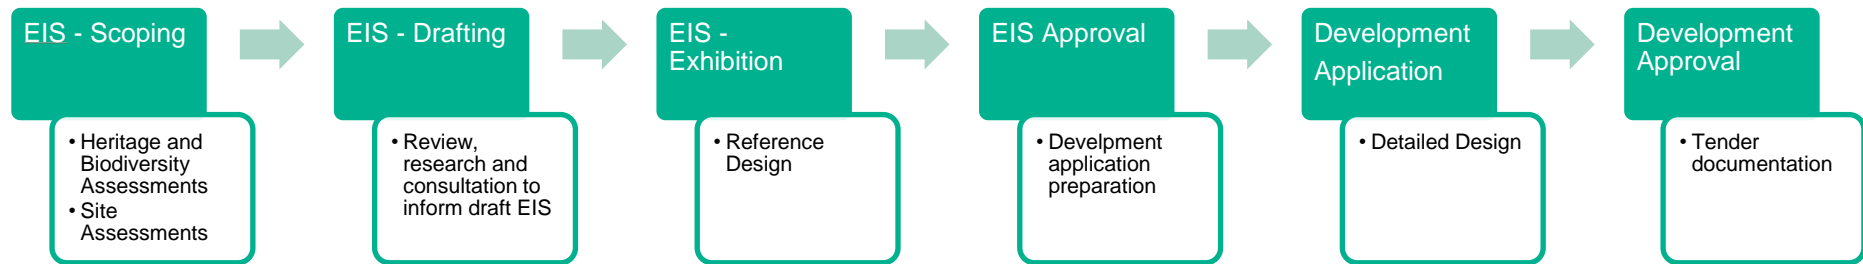 EIS - Scoping
• Heritage and
Biodiversity
Assessments
• Site
Assessments
EIS - Drafting
• Review,
research and
consultation to
inform draft EIS
EIS -
Exhibition
• Reference
Design
EIS Approval
• Develpment
application
preparation
Development
Application
• Detailed Design
Development
Approval
• Tender
documentation